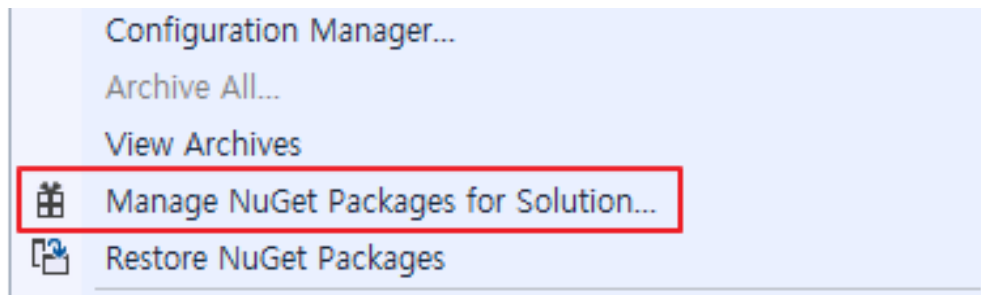 Configuration Manager...
Archive All...
View Archives
Manage NuGet Packages for Solution...
Restore NuGet Packages